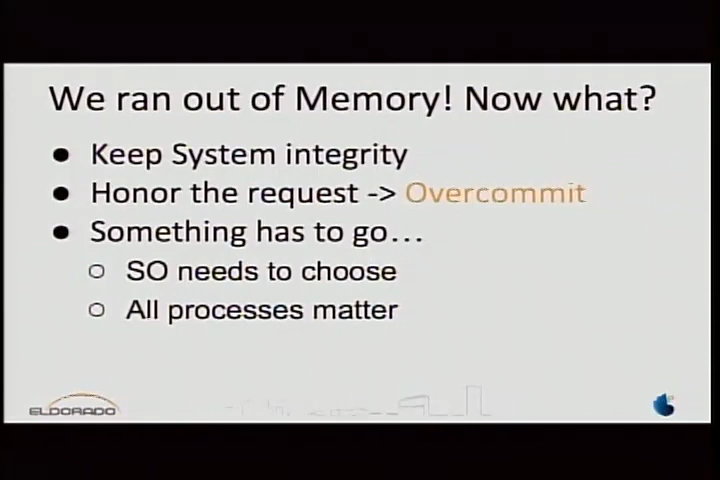 We ran out of Memory! Now what?
● Keep System integrity
● Honor the request -> Overcommit
● Something has to go…
○ SO needs to choose
○ All processes matter
ELDORADO